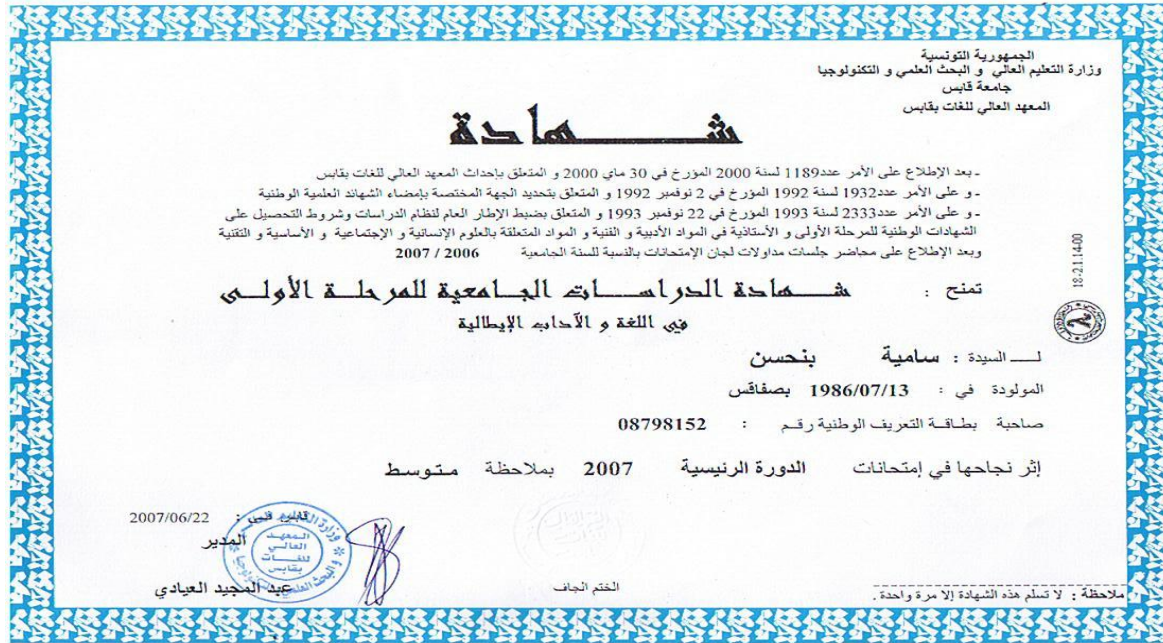 الجمهورية التونسية
وزارة التعليم العالي و البحث العلمي و التكنولوجيا
جامعة قابس
المعهد العالي للغات بقابس
شهادة
ـ بعد الإطلاع على الأمر عدد1189 لسنة 2000 المؤرخ في 30 ماي 2000 و المتعلق بإحداث المعهد العالي للغات بقابس
ـ و على الأمر عدد1932 لسنة 1992 المؤرخ في 2 نوفمبر 1992 و المتعلق بتحديد الجهة المختصة بإمضاء الشهائد العلمية الوطنية
ـ و على الأمر عدد2333 لسنة 1993 المؤرخ في 22 نوفمبر 1993 و المتعلق بضبط الإطار العام لنظام الدراسات وشروط التحصيل على
الشهادات الوطنية للمرحلة الأولى و الأستاذية في المواد الأدبية و الفنية و المواد المتعلقة بالعلوم الإنسانية و الإجتماعية و الأساسية و التقنية
وبعد الإطلاع على محاضر جلسات مداولات لجان الإمتحانات بالنسبة للسنة الجامعية 2006 / 2007
تمنح : شهادة الدراسات الجامعية للمرحلة الأولى
في اللغة و الآداب الإيطالية
18-2.1.1400
لـ السيدة : سامية بنحسن
المولودة في : 1986/07/13 بصفاقس
صاحبة بطاقة التعريف الوطنية رقم : 08798152
إثر نجاحها في إمتحانات الدورة الرئيسية 2007 بملاحظة متوسط
قابس في : 2007/06/22
المدير
المعهد
العالي
للغات
بقابس
عبد المجيد العيادي
الختم الجاف
ملاحظة : لا تسلم هذه الشهادة إلا مرة واحدة .